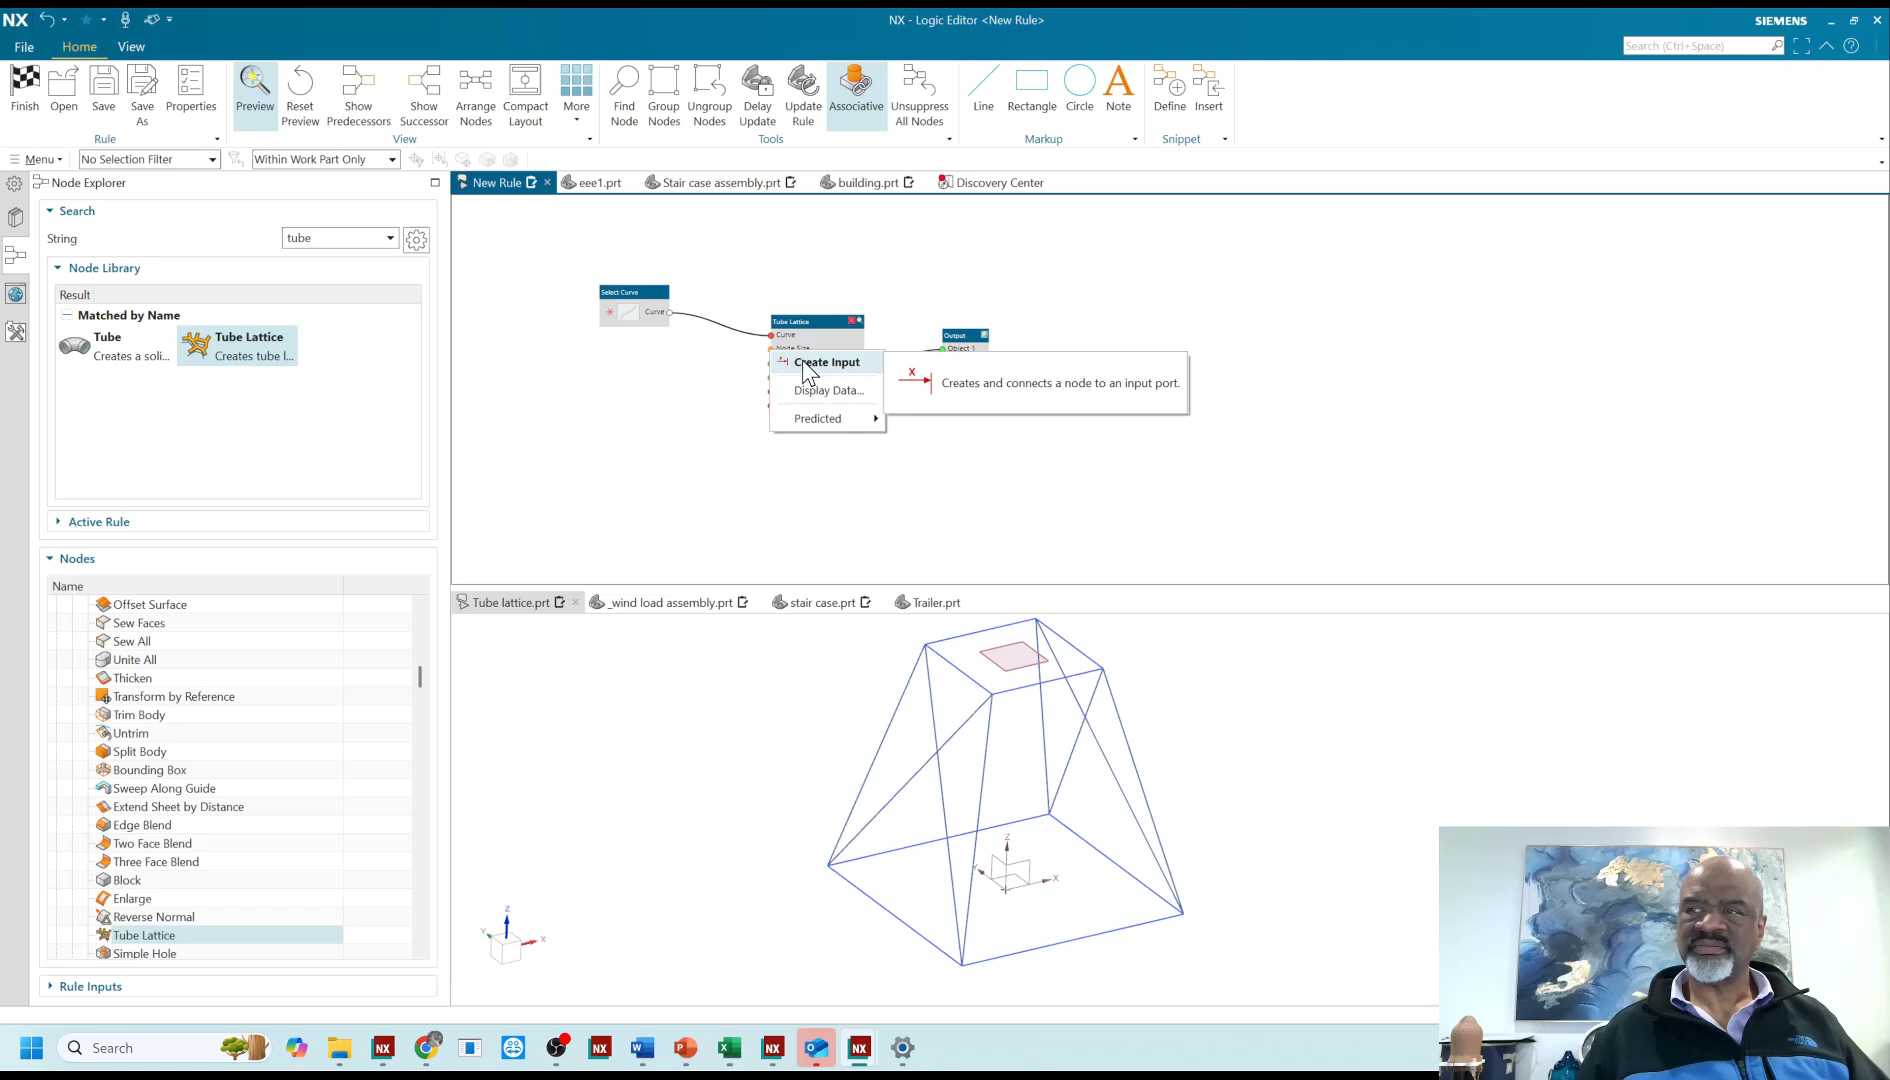 NX
NX - Logic Editor <New Rule>
SIEMENS
File
Home
View
Search (Ctrl+Space)
Finish
Open
Save
Save As
Properties
Preview
Reset Preview
Show Predecessors
Show Successor
Arrange Nodes
Compact Layout
More
Find Node
Group Nodes
Ungroup Nodes
Delay Update
Update Rule
Associative
Unsuppress All Nodes
Line
Rectangle
Circle
Note
Define
Insert
Rule
View
Tools
Markup
Snippet
Menu
No Selection Filter
Within Work Part Only
Node Explorer
New Rule
eee1.prt
Stair case assembly.prt
building.prt
Discovery Center
Search
String
tube
Node Library
Result
Matched by Name
Tube
Creates a soli...
Tube Lattice
Creates tube l...
Active Rule
Nodes
Name
Offset Surface
Sew Faces
Sew All
Unite All
Thicken
Transform by Reference
Trim Body
Untrim
Split Body
Bounding Box
Sweep Along Guide
Extend Sheet by Distance
Edge Blend
Two Face Blend
Three Face Blend
Block
Enlarge
Reverse Normal
Tube Lattice
Simple Hole
Rule Inputs
Select Curve
Curve
Tube Lattice
Curve
Node Size
Output
Object 1
Create Input
Display Data...
Predicted
X
Creates and connects a node to an input port.
Tube lattice.prt
_wind load assembly.prt
stair case.prt
Trailer.prt
Z
Y
X
Z
Y
X
Search
NX
NX
W
P
X
NX
O
NX